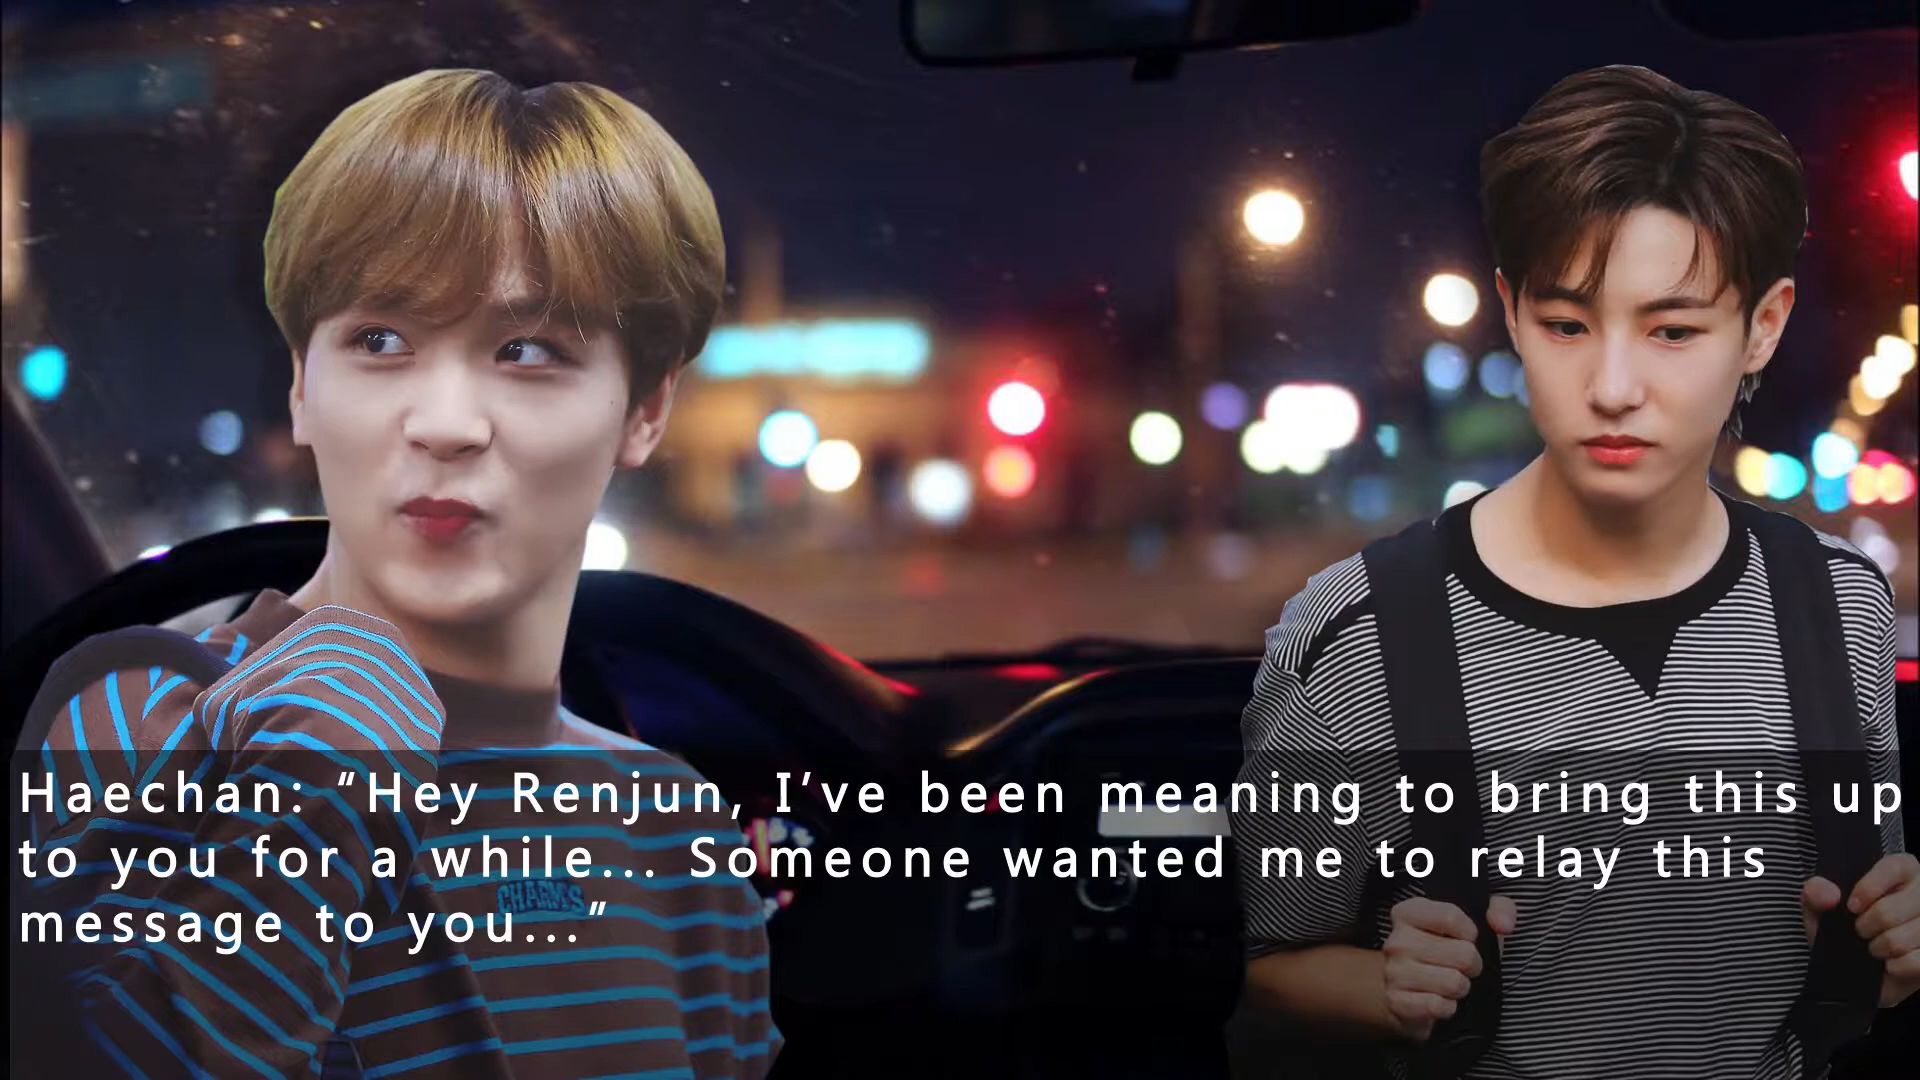 Haechan: “Hey Renjun, I’ve been meaning to bring this up
to you for a while... Someone wanted me to relay this
message to you...”
CHARMS